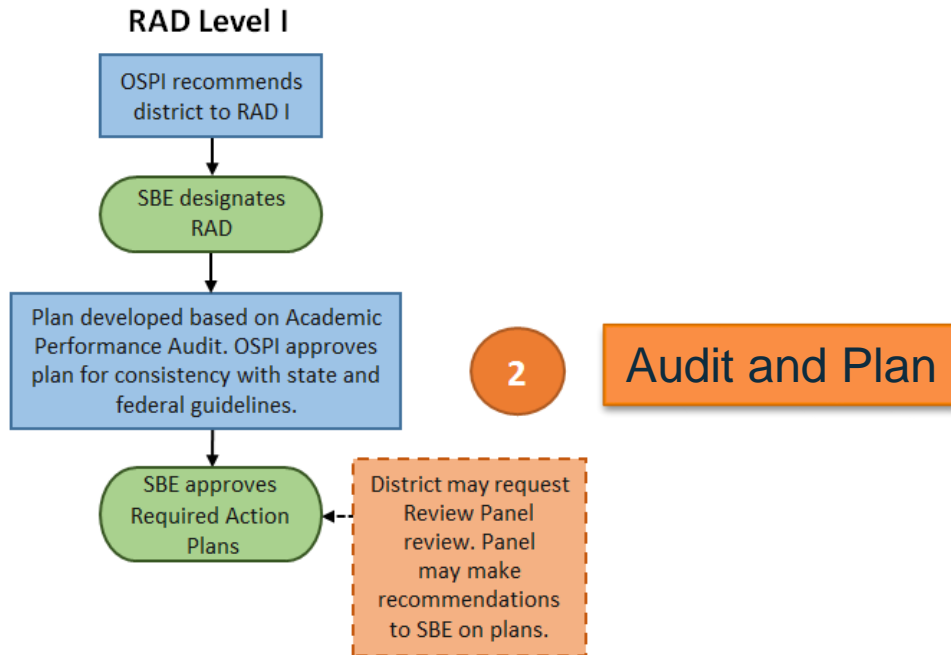 RAD Level I
OSPI recommends
district to RAD I
SBE designates
RAD
Plan developed based on Academic
Performance Audit. OSPI approves
plan for consistency with state and
federal guidelines.
2
Audit and Plan
SBE approves
Required Action
Plans
District may request
Review Panel
review. Panel
may make
recommendations
to SBE on plans.